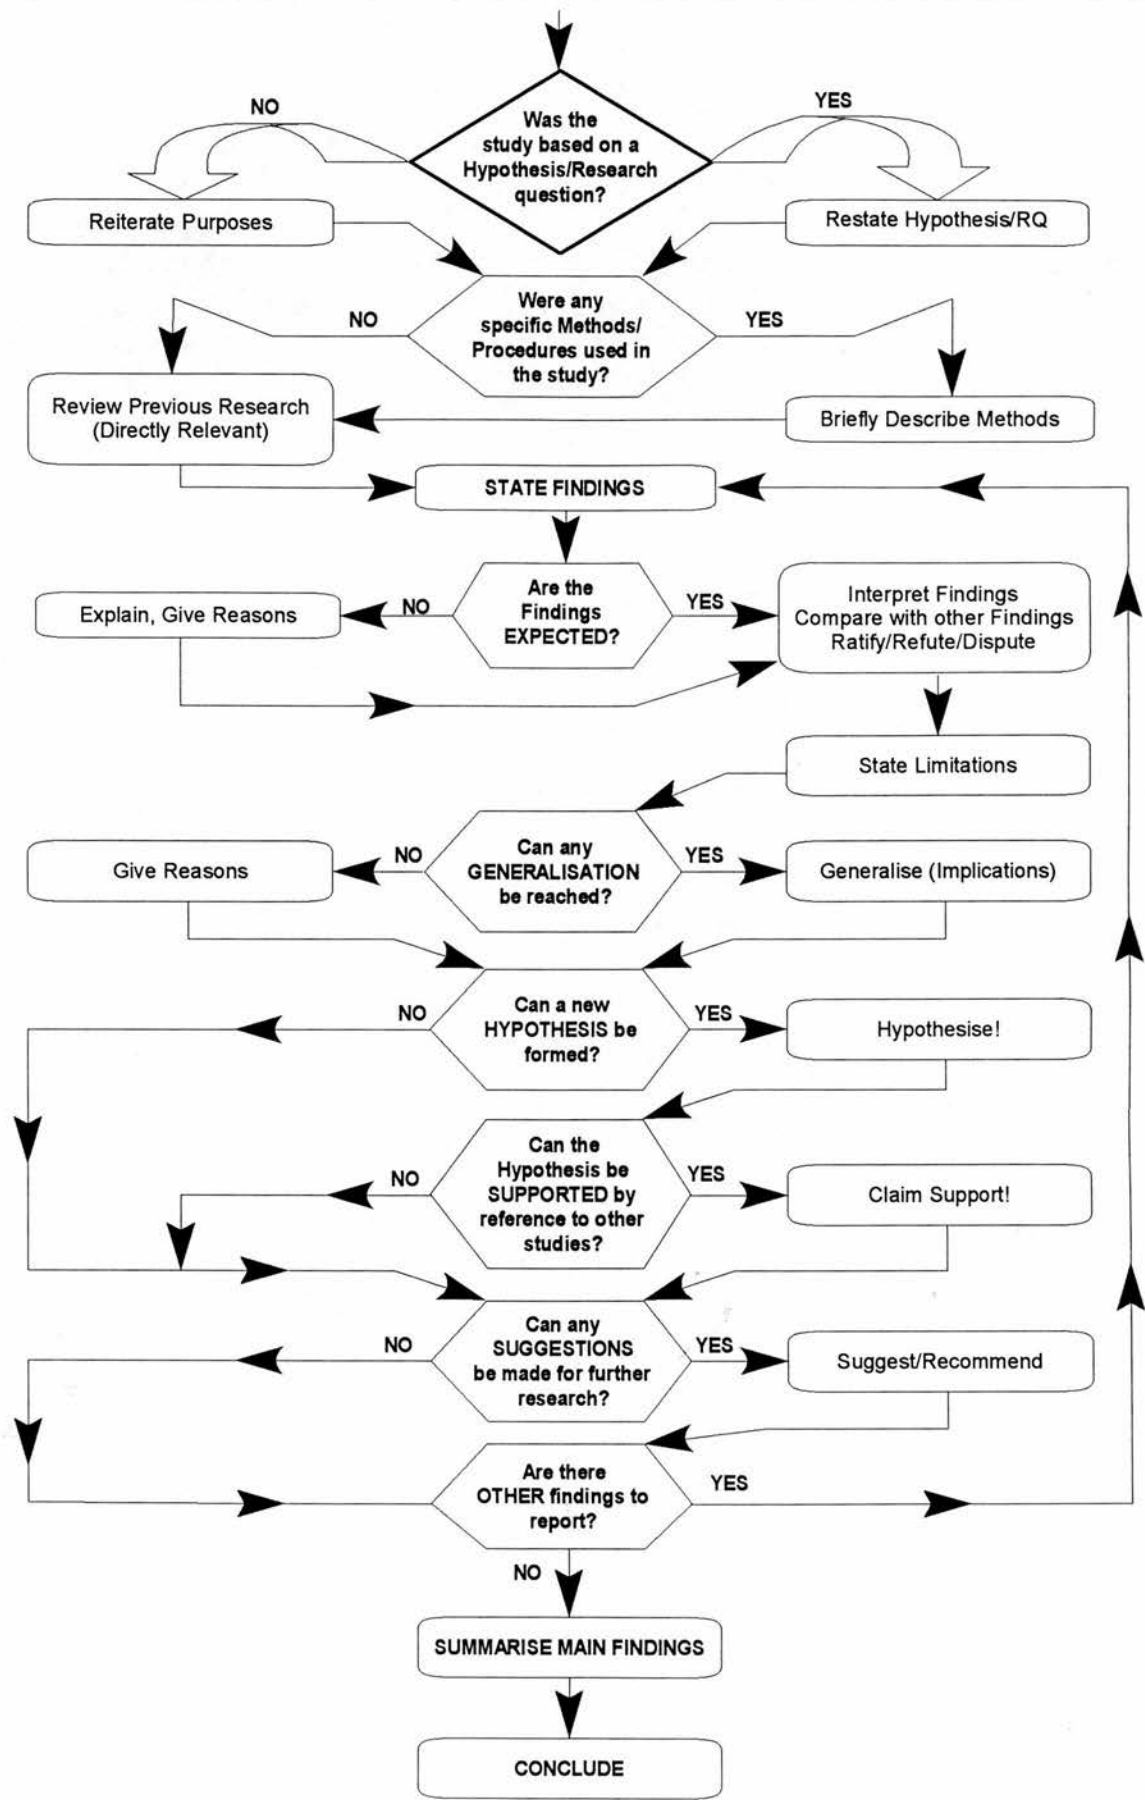 NO
YES
Was the
study based on a
Hypothesis/Research
question?
Reiterate Purposes
Restate Hypothesis/RQ
NO
Were any
specific Methods/
Procedures used in
the study?
YES
Review Previous Research
(Directly Relevant)
Briefly Describe Methods
STATE FINDINGS
Explain, Give Reasons
NO
Are the
Findings
EXPECTED?
YES
Interpret Findings
Compare with other Findings
Ratify/Refute/Dispute
State Limitations
Give Reasons
NO
Can any
GENERALISATION
be reached?
YES
Generalise (Implications)
NO
Can a new
HYPOTHESIS be
formed?
YES
Hypothesise!
NO
Can the
Hypothesis be
SUPPORTED by
reference to other
studies?
YES
Claim Support!
NO
Can any
SUGGESTIONS
be made for further
research?
YES
Suggest/Recommend
Are there
OTHER findings to
report?
YES
NO
SUMMARISE MAIN FINDINGS
CONCLUDE